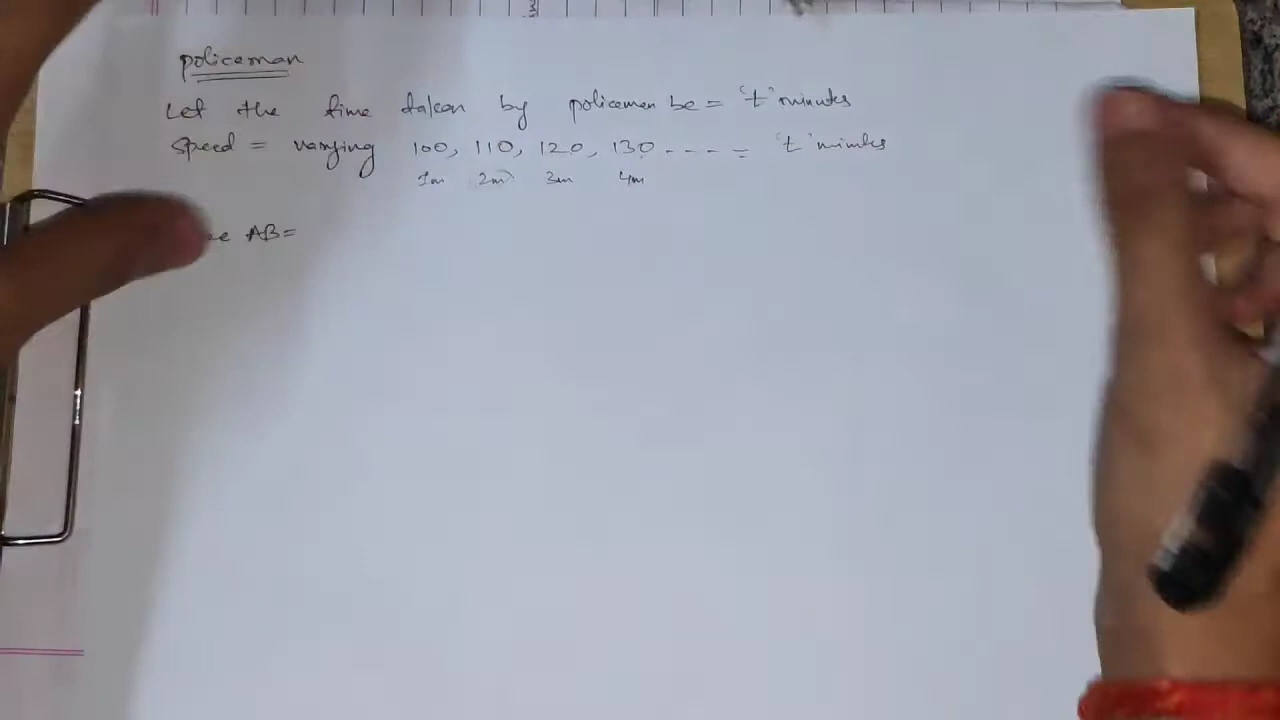 policeman
Let the time taken by policeman be = 't' minutes
Speed = varying 100, 110, 120, 130 - - - - = 't' minutes
1m 2m 3m 4m
AB=